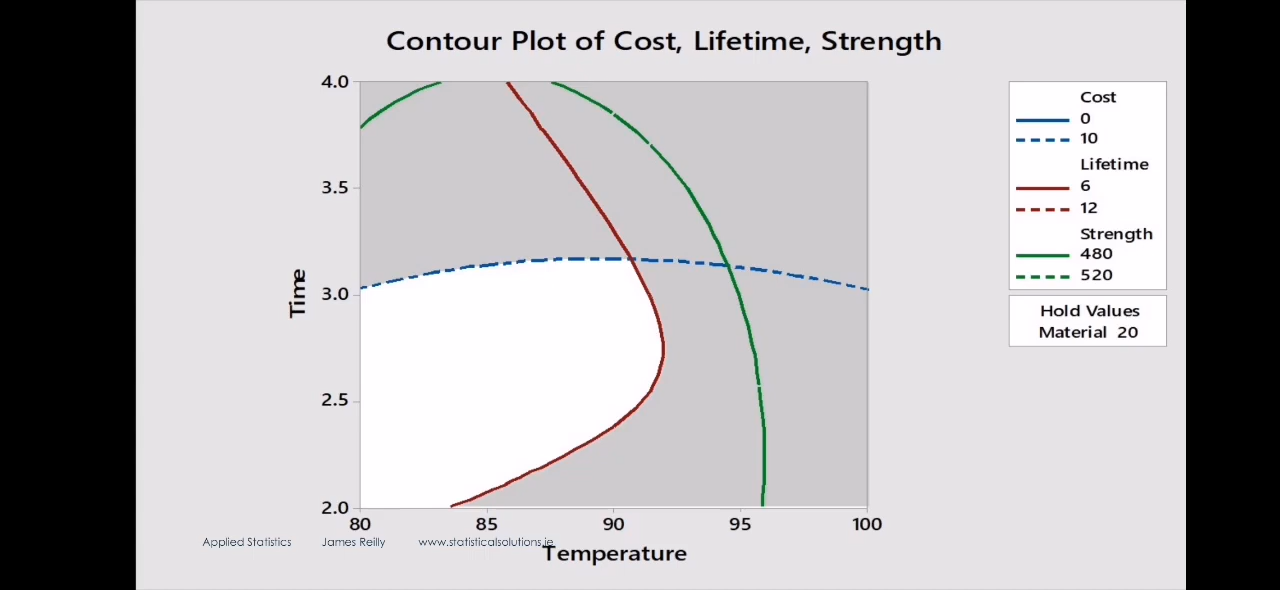 Contour Plot of Cost, Lifetime, Strength
4.0
3.5
3.0
2.5
2.0
Time
80 85 90 95 100
Temperature
Cost
0
10
Lifetime
6
12
Strength
480
520
Hold Values
Material 20
Applied Statistics James Reilly www.statisticalsolutions.ie